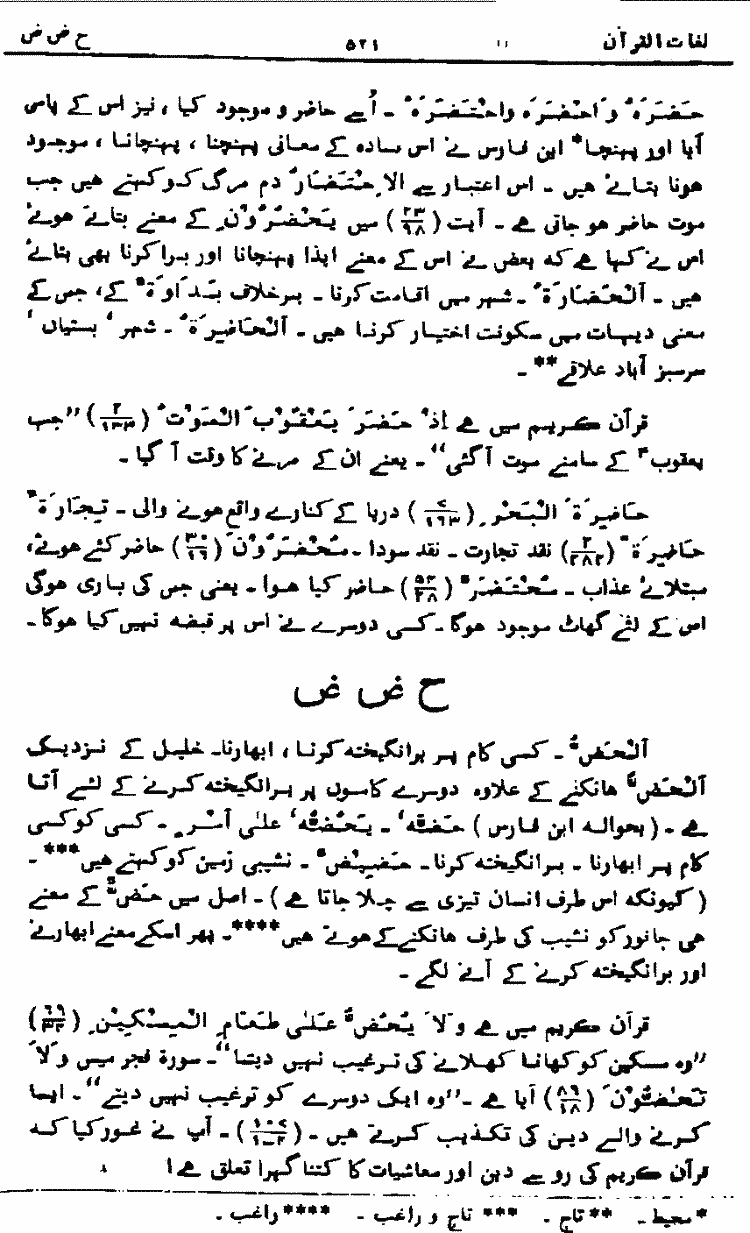 لغات القرآن ۵۲۱ ح ض ض
حَضَرَہٗ وَاحْضَرَہٗ وَاحْتَضَرَہٗ ۔ اُسے حاضر و موجود کیا ، نیز اس کے پاس
آیا اور پہنچا* ابن فارس نے اس مادہ کے معانی پہنچنا ، پہنچانا ، موجود
ہونا بتائے ہیں ۔ اس اعتبار سے اَلْاِحْتِضَارُ دم مرگ کو کہتے ہیں جب
موت حاضر ہو جاتی ہے ۔ آیت (۲۳/۹۸) میں یَحْضُرُوْنِ کے معنے بتاتے ہوئے
اس نے کہا ہے کہ بعض نے اس کے معنے ایذا پہنچانا اور برا کرنا بھی بتائے
ہیں ۔ اَلْحَضَارَۃُ ۔ شہر میں اقامت کرنا ۔ برخلاف بَدَاوَۃٌ کے، جس کے
معنی دیہات میں سکونت اختیار کرنا ہیں ۔ اَلْحَاضِرَۃُ ۔ شہر ، بستیاں ،
سرسبز آباد علاقے** ۔
قرآن کریم میں ہے اِذْ حَضَرَ یَعْقُوْبَ الْمَوْتُ (۲/۱۳۳) ”جب
یعقوبؑ کے سامنے موت آ گئی“ ۔ یعنے ان کے مرنے کا وقت آ گیا ۔
حَاضِرَۃَ الْبَحْرِ (۷/۱۶۳) دریا کے کنارے واقع ہونے والی ۔ تِجَارَۃً
حَاضِرَۃً (۲/۲۸۲) نقد تجارت ۔ نقد سودا ۔ مُحْضَرُوْنَ (۳۰/۱۶) حاضر کئے ہوئے،
مبتلائے عذاب ۔ مُحْتَضَرٌ (۵۴/۲۸) حاضر کیا ہوا ۔ یعنی جس کی باری ہوگی
اس کے لئے گھاٹ موجود ہوگا ۔ کسی دوسرے نے اس پر قبضہ نہیں کیا ہوگا ۔
ح ض ض
اَلْحَضُّ ۔ کسی کام پر برانگیختہ کرنا ، ابھارنا۔ خلیل کے نزدیک
اَلْحَضُّ ہانکنے کے علاوہ دوسرے کاموں پر برانگیختہ کرنے کے لئے آتا
ہے ۔ (بحوالہ ابن فارس) حَضَّہٗ ۔ یَحُضُّہٗ علیٰ اَمْرٍ ۔ کسی کو کسی
کام پر ابھارنا ۔ برانگیختہ کرنا۔ حَضِیْضٌ ۔ نشیبی زمین کو کہتے ہیں*** ۔
( کیونکہ اس طرف انسان تیزی سے چلا جاتا ہے ) ۔ اصل میں حَضٌّ کے معنے
ہی جانور کو نشیب کی طرف ہانکنے کے ہوتے ہیں**** ۔ پھر اسکے معنے ابھارنے
اور برانگیختہ کرنے کے آنے لگے ۔
قرآن کریم میں ہے وَلَا یَحُضُّ عَلٰی طَعَامِ الْمِسْکِیْنِ (۶۹/۳۴)
”وہ مسکین کو کھانا کھلانے کی ترغیب نہیں دیتا“ ۔ سورۃ فجر میں وَلَا
تَحٰضُّوْنَ (۸۹/۱۸) آیا ہے ۔ ”وہ ایک دوسرے کو ترغیب نہیں دیتے“ ۔ ایسا
کرنے والے دین کی تکذیب کرتے ہیں ۔ (۱۰۷/۱-۳) ۔ آپ نے غور کیا کہ
قرآن کریم کی رو سے دین اور معاشیات کا کتنا گہرا تعلق ہے!
*محیط ۔ **تاج ۔ ***تاج و راغب ۔ ****راغب ۔